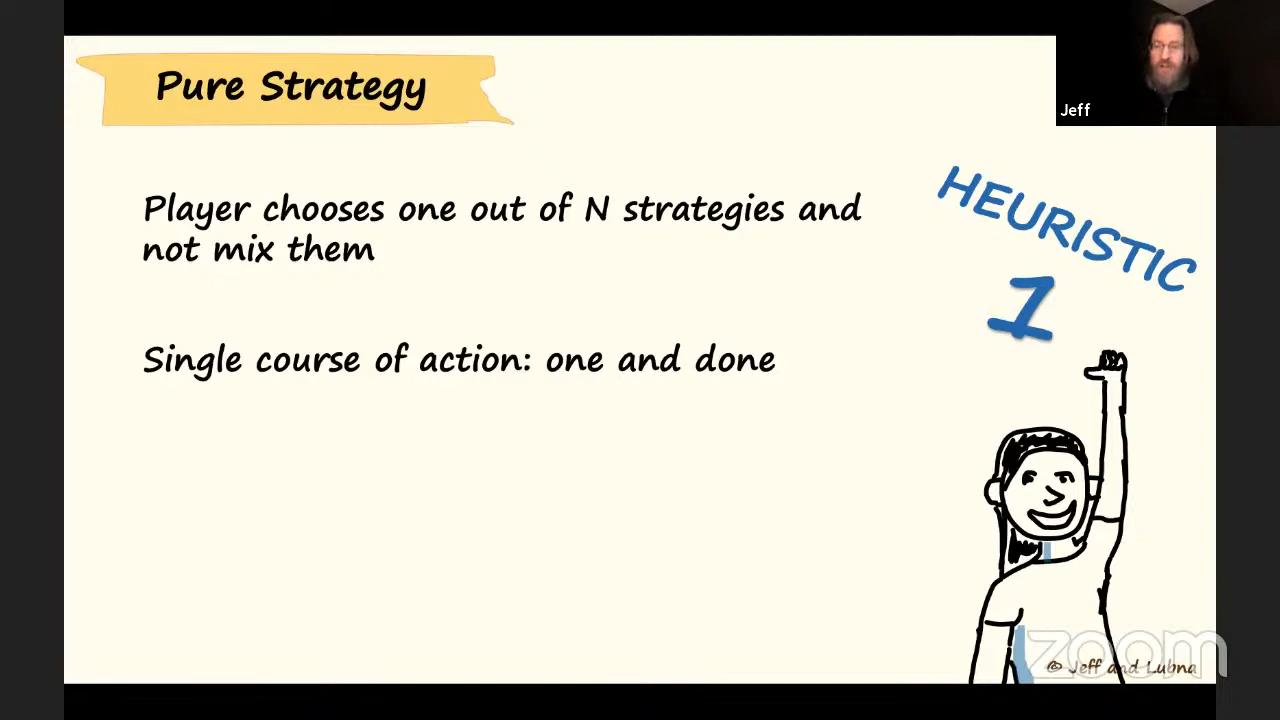 Pure Strategy
Jeff
Player chooses one out of N strategies and
not mix them
HEURISTIC
1
Single course of action: one and done
zoom
© Jeff and Lubna